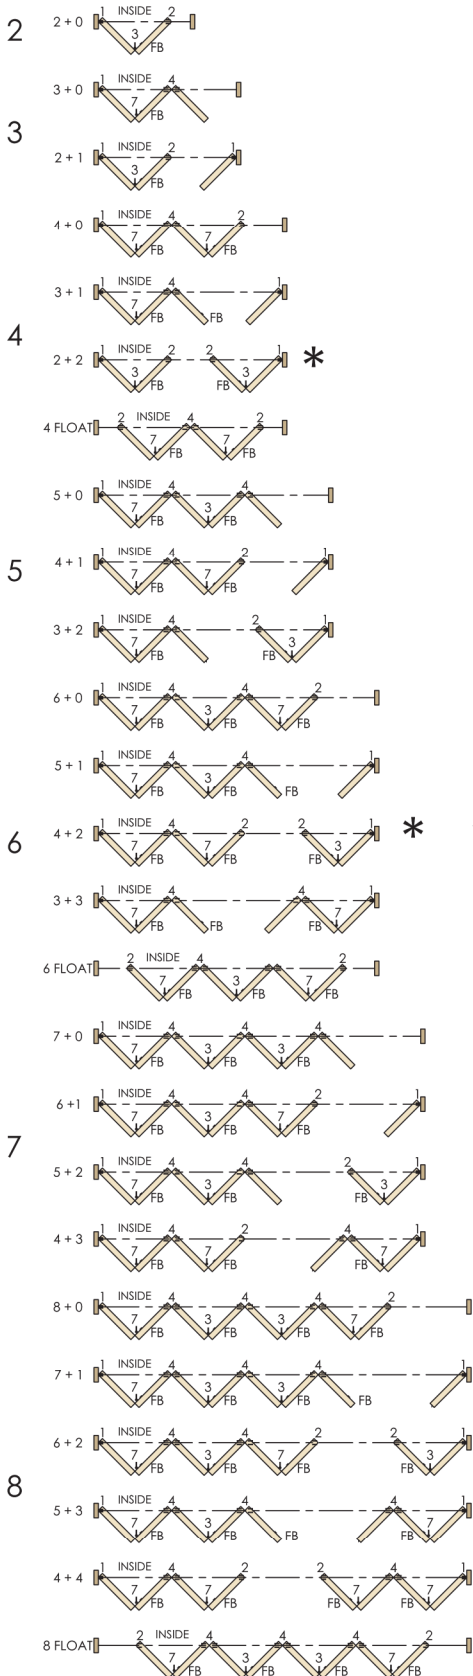 2
2 + 0
1 INSIDE 2
3
FB
3 + 0
1 INSIDE 4
7
FB
3
2 + 1
1 INSIDE 2 1
3
FB
4 + 0
1 INSIDE 4 2
7 7
FB FB
3 + 1
1 INSIDE 4 1
7
FB FB
4
2 + 2
1 INSIDE 2 2 1 *
3 3
FB FB
4 FLOAT
2 INSIDE 4 2
7 7
FB FB
5 + 0
1 INSIDE 4 4
7 3
FB FB
5
4 + 1
1 INSIDE 4 2 1
7 7
FB FB
3 + 2
1 INSIDE 4 2 1
7 3
FB FB
6 + 0
1 INSIDE 4 4 2
7 3 7
FB FB FB
5 + 1
1 INSIDE 4 4 1
7 3
FB FB FB
6
4 + 2
1 INSIDE 4 2 2 1 *
7 7 3
FB FB FB
3 + 3
1 INSIDE 4 4 1
7 7
FB FB FB
6 FLOAT
2 INSIDE 4 2
7 3 7
FB FB FB
7 + 0
1 INSIDE 4 4 4
7 3 3
FB FB FB
6 +1
1 INSIDE 4 4 2 1
7 3 7
FB FB FB
7
5 + 2
1 INSIDE 4 4 2 1
7 3 3
FB FB FB
4 + 3
1 INSIDE 4 2 4 1
7 7 7
FB FB FB
8 + 0
1 INSIDE 4 4 4 2
7 3 3 7
FB FB FB FB
7 + 1
1 INSIDE 4 4 4 1
7 3 3
FB FB FB FB
6 + 2
1 INSIDE 4 4 2 2 1
7 3 7 3
FB FB FB FB
8
5 + 3
1 INSIDE 4 4 4 1
7 3 7
FB FB FB FB
4 + 4
1 INSIDE 4 2 2 4 1
7 7 7 7
FB FB FB FB
8 FLOAT
2 INSIDE 4 4 4 2
7 3 3 7
FB FB FB FB